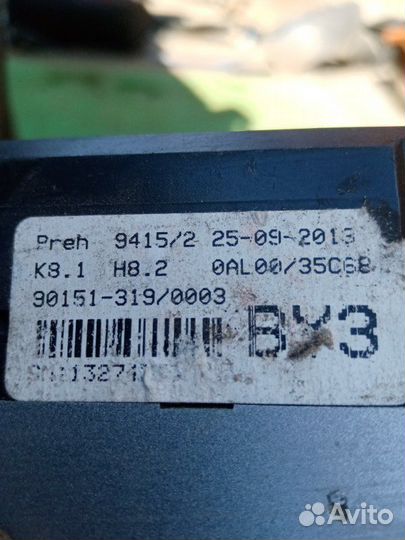 Preh 9415/2 25-09-2013
K8.1 H8.2 0AL00/35C6B
90151-319/0003
BY3
Avito